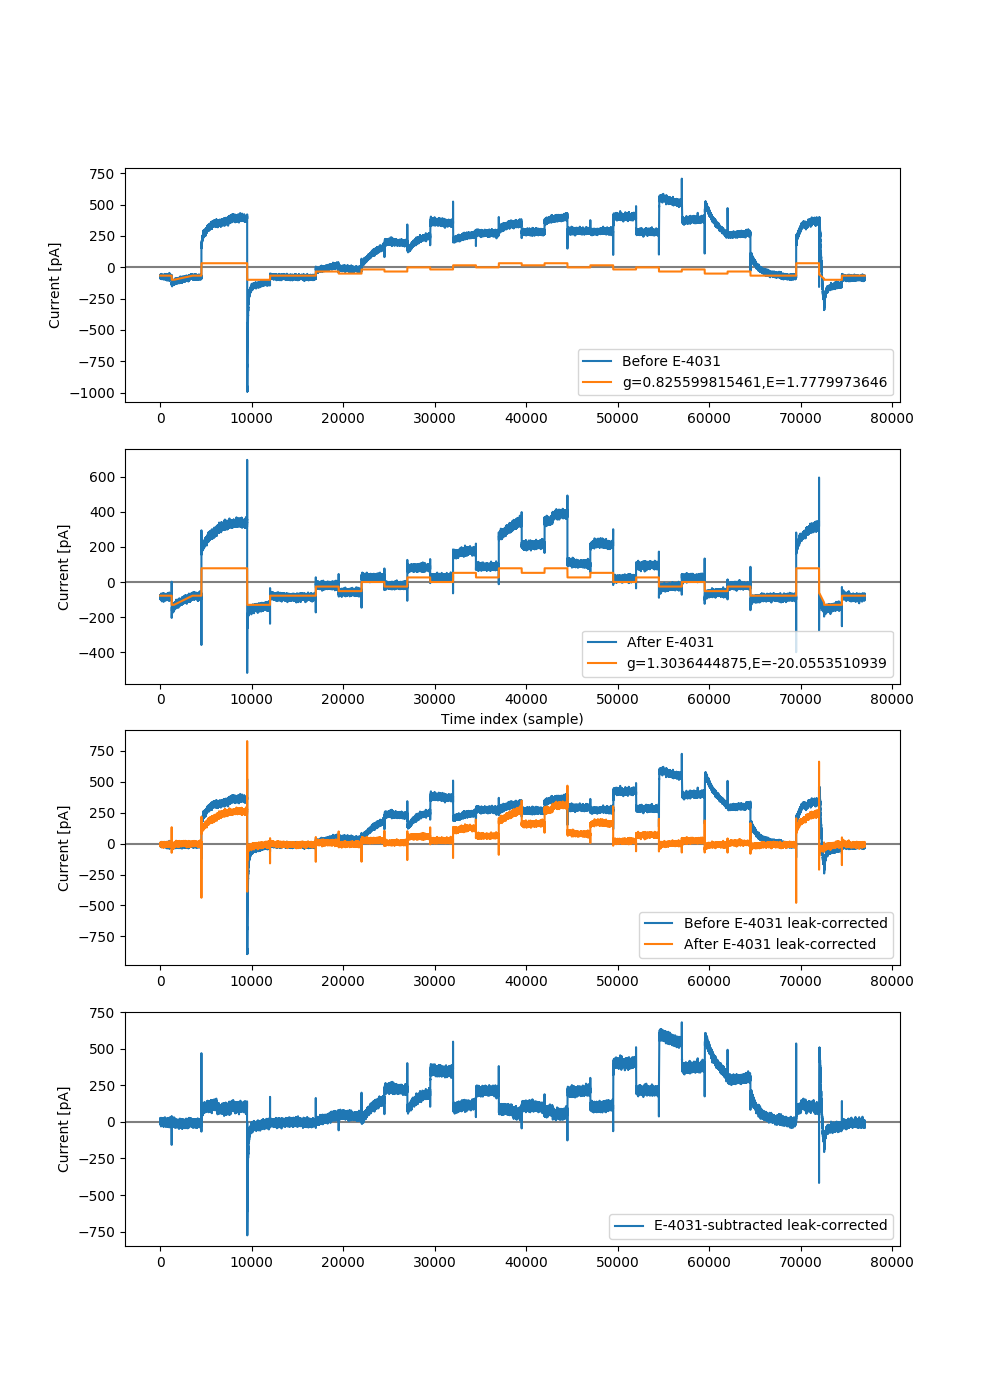 750
500
250
0
−250
−500
−750
−1000
Current [pA]
Before E-4031
g=0.825599815461,E=1.7779973646
0 10000 20000 30000 40000 50000 60000 70000 80000
600
400
200
0
−200
−400
Current [pA]
After E-4031
g=1.3036444875,E=-20.0553510939
0 10000 20000 30000 40000 50000 60000 70000 80000
Time index (sample)
750
500
250
0
−250
−500
−750
Current [pA]
Before E-4031 leak-corrected
After E-4031 leak-corrected
0 10000 20000 30000 40000 50000 60000 70000 80000
750
500
250
0
−250
−500
−750
Current [pA]
E-4031-subtracted leak-corrected
0 10000 20000 30000 40000 50000 60000 70000 80000